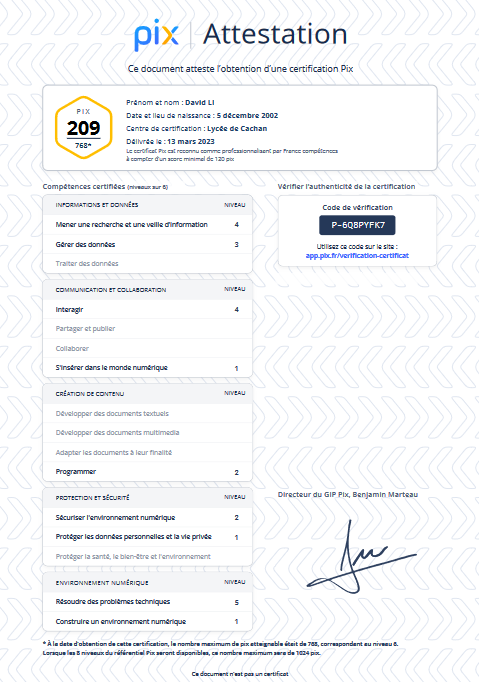 pix Attestation
Ce document atteste l'obtention d'une certification Pix
PIX
209
768*
Prénom et nom : David LI
Date et lieu de naissance : 5 décembre 2002
Centre de certification : Lycée de Cachan
Délivrée le : 13 mars 2023
Le certificat Pix est reconnu comme professionnalisant par France compétences
à compter d'un score minimal de 120 pix
Compétences certifiées (niveaux sur 6)
INFORMATIONS ET DONNÉES NIVEAU
Mener une recherche et une veille d'information 4
Gérer des données 3
Traiter des données
COMMUNICATION ET COLLABORATION NIVEAU
Interagir 4
Partager et publier
Collaborer
S'insérer dans le monde numérique 1
CRÉATION DE CONTENU NIVEAU
Développer des documents textuels
Développer des documents multimedia
Adapter les documents à leur finalité
Programmer 2
PROTECTION ET SÉCURITÉ NIVEAU
Sécuriser l'environnement numérique 2
Protéger les données personnelles et la vie privée 1
Protéger la santé, le bien-être et l'environnement
ENVIRONNEMENT NUMÉRIQUE NIVEAU
Résoudre des problèmes techniques 5
Construire un environnement numérique 1
Vérifier l'authenticité de la certification
Code de vérification
P-6Q8PYFK7
Utilisez ce code sur le site :
app.pix.fr/verification-certificat
Directeur du GIP Pix, Benjamin Marteau
* À la date d'obtention de cette certification, le nombre maximum de pix atteignable était de 768, correspondant au niveau 6.
Lorsque les 8 niveaux du référentiel Pix seront disponibles, ce nombre maximum sera de 1024 pix.
Ce document n'est pas un certificat